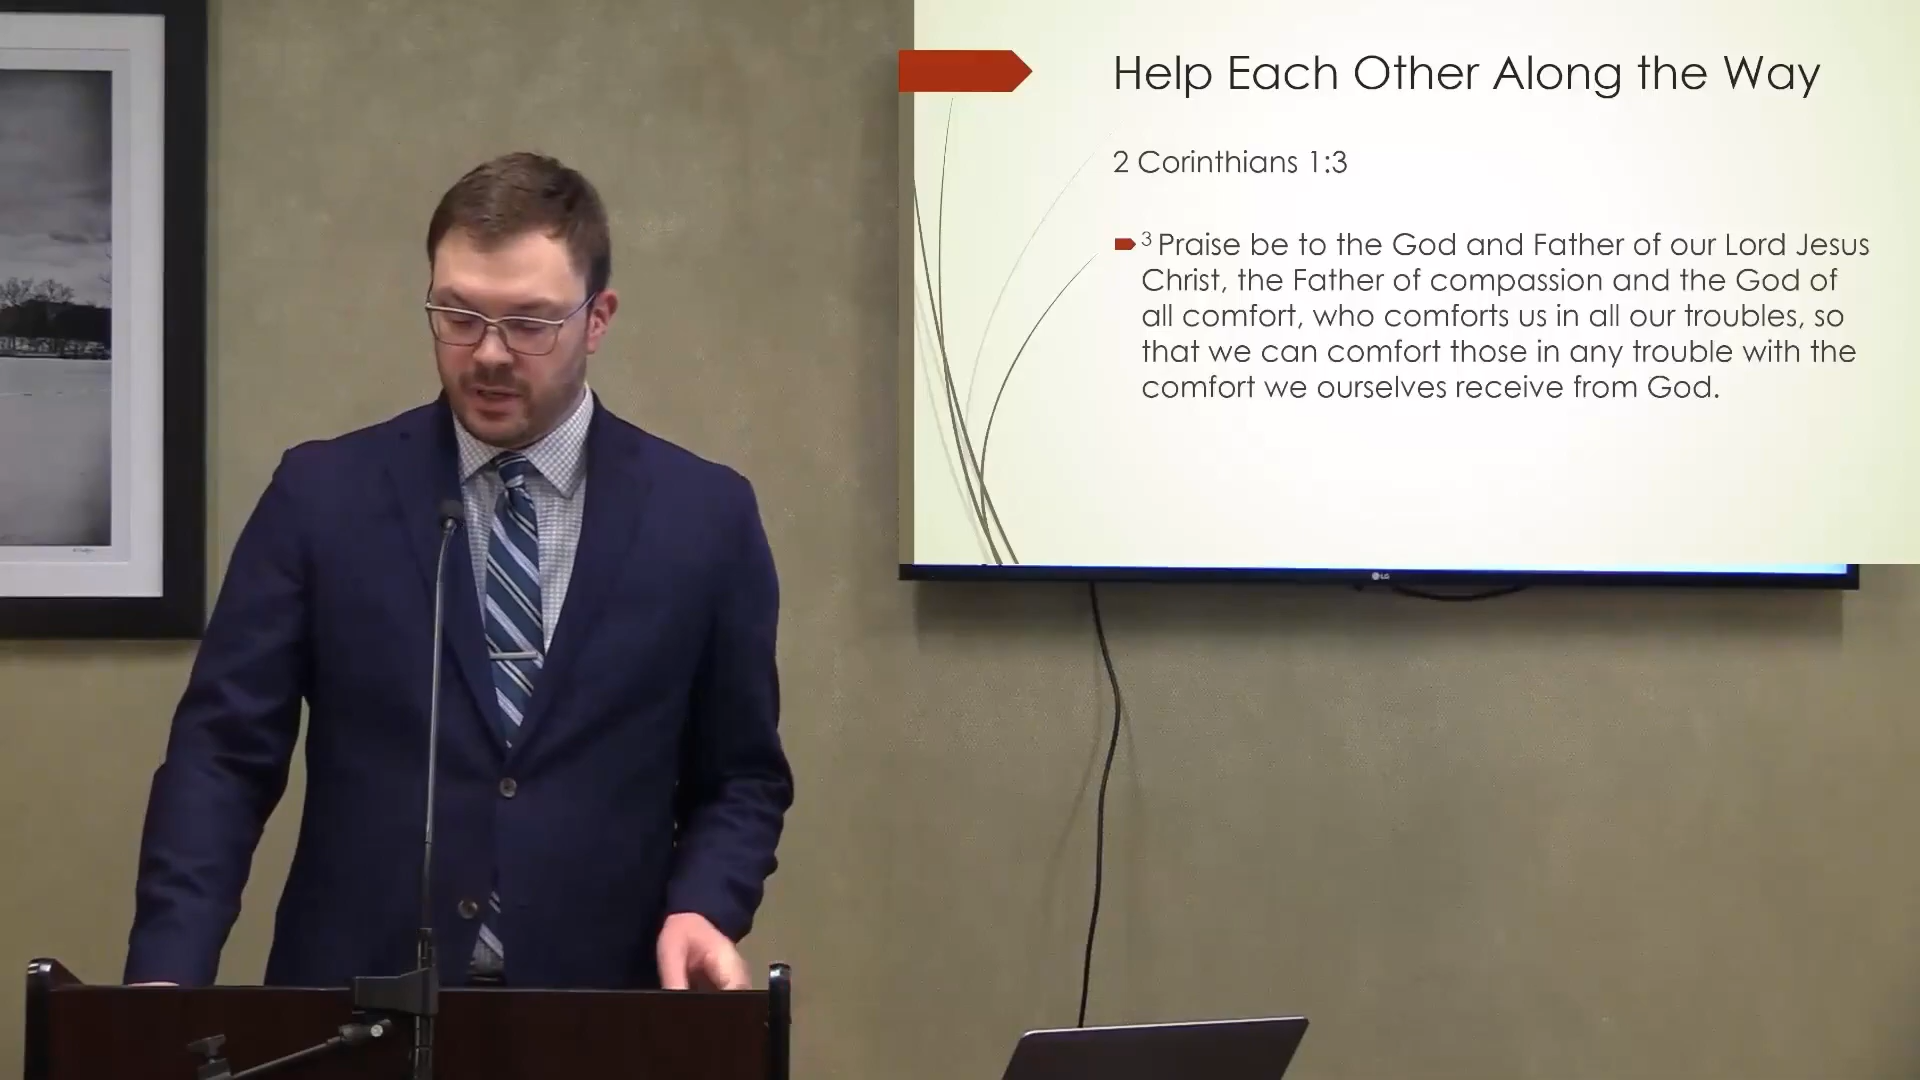 Help Each Other Along the Way
2 Corinthians 1:3
3 Praise be to the God and Father of our Lord Jesus
Christ, the Father of compassion and the God of
all comfort, who comforts us in all our troubles, so
that we can comfort those in any trouble with the
comfort we ourselves receive from God.
LG